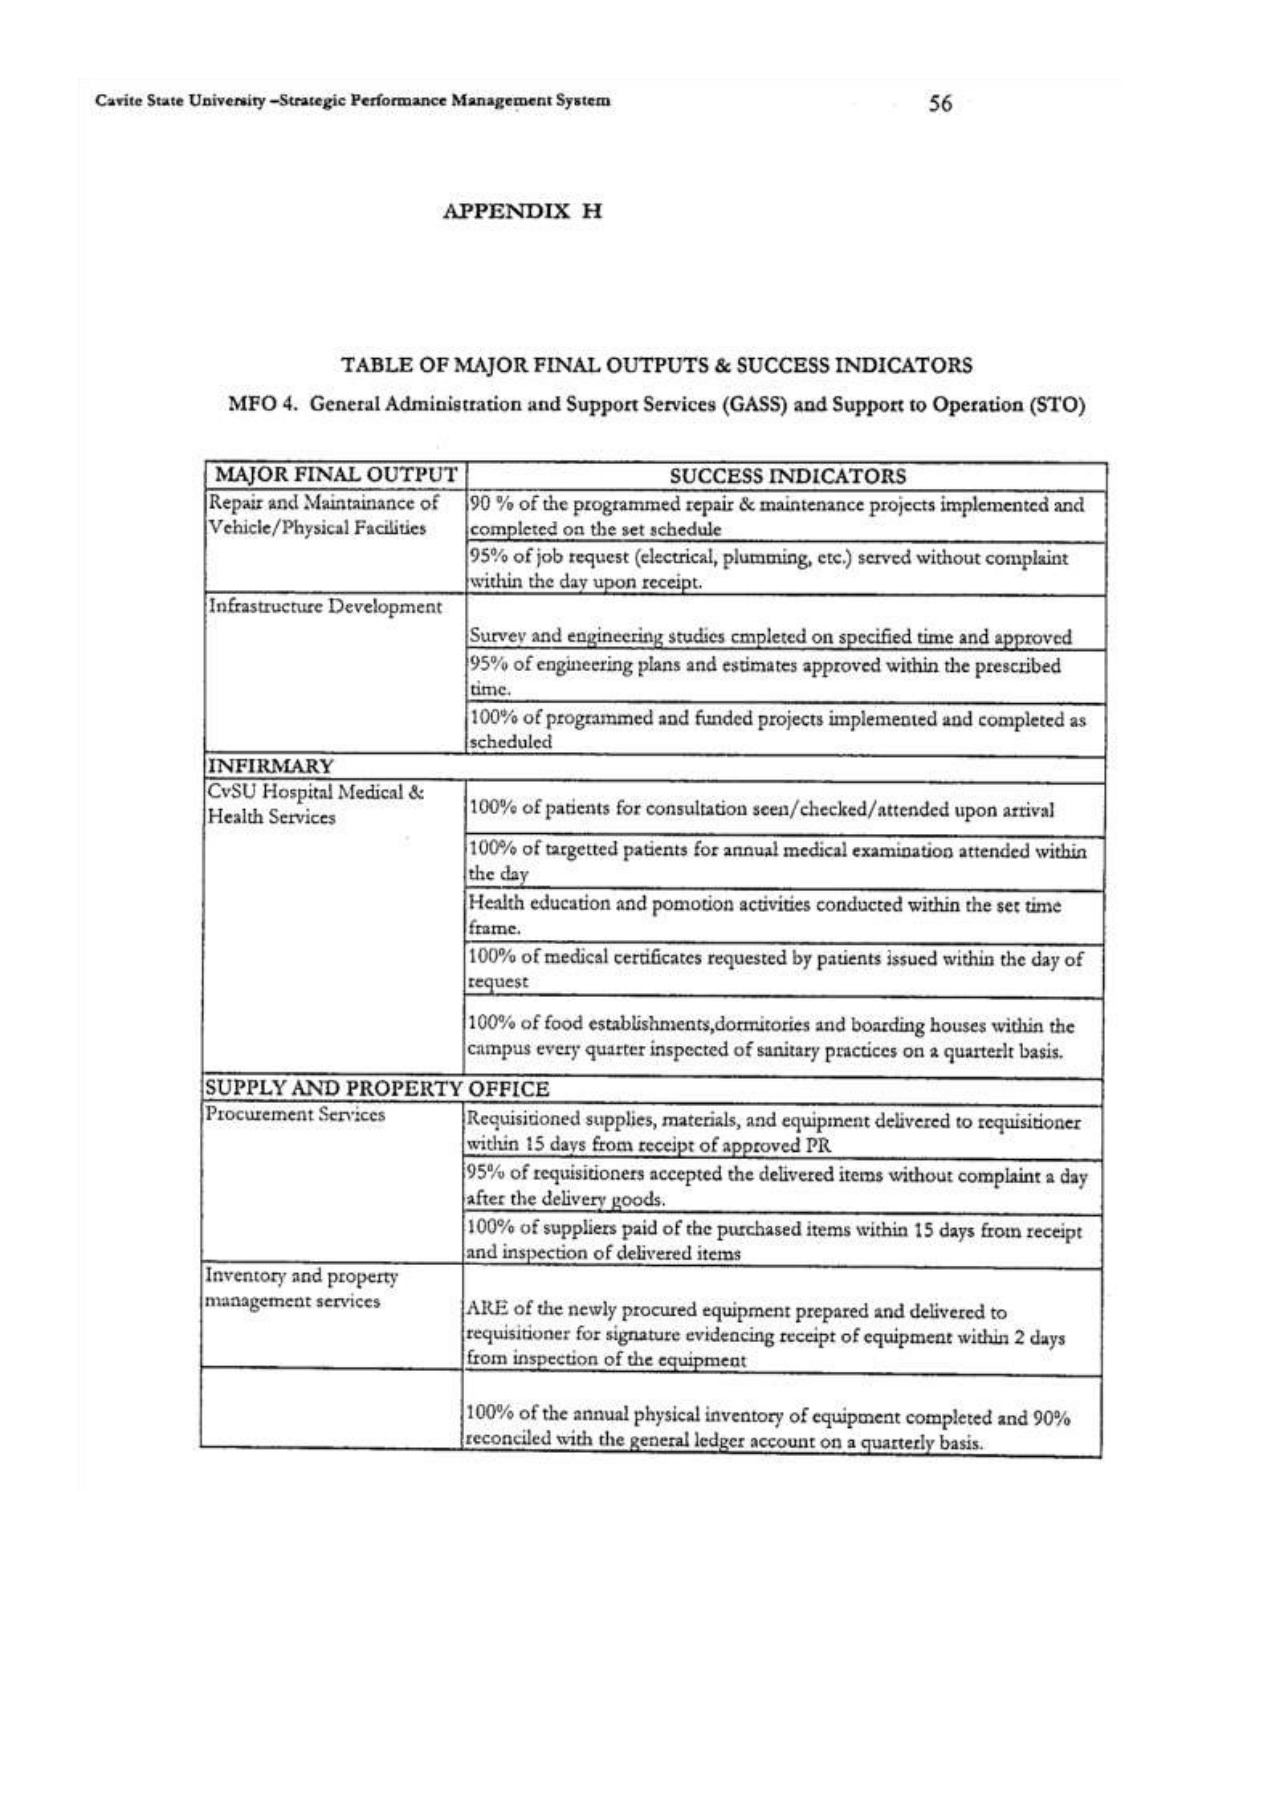 Cavite State University –Strategic Performance Management System
56
APPENDIX H
TABLE OF MAJOR FINAL OUTPUTS & SUCCESS INDICATORS
MFO 4. General Administration and Support Services (GASS) and Support to Operation (STO)
MAJOR FINAL OUTPUT
SUCCESS INDICATORS
Repair and Maintainance of
Vehicle/Physical Facilities
90 % of the programmed repair & maintenance projects implemented and
completed on the set schedule
95% of job request (electrical, plumming, etc.) served without complaint
within the day upon receipt.
Infrastructure Development
Survey and engineering studies cmpleted on specified time and approved
95% of engineering plans and estimates approved within the prescribed
time.
100% of programmed and funded projects implemented and completed as
scheduled
INFIRMARY
CvSU Hospital Medical &
Health Services
100% of patients for consultation seen/checked/attended upon arrival
100% of targetted patients for annual medical examination attended within
the day
Health education and pomotion activities conducted within the set time
frame.
100% of medical certificates requested by patients issued within the day of
request
100% of food establishments,dormitories and boarding houses within the
campus every quarter inspected of sanitary practices on a quarterlt basis.
SUPPLY AND PROPERTY OFFICE
Procurement Services
Requisitioned supplies, materials, and equipment delivered to requisitioner
within 15 days from receipt of approved PR
95% of requisitioners accepted the delivered items without complaint a day
after the delivery goods.
100% of suppliers paid of the purchased items within 15 days from receipt
and inspection of delivered items
Inventory and property
management services
ARE of the newly procured equipment prepared and delivered to
requisitioner for signature evidencing receipt of equipment within 2 days
from inspection of the equipment
100% of the annual physical inventory of equipment completed and 90%
reconciled with the general ledger account on a quarterly basis.